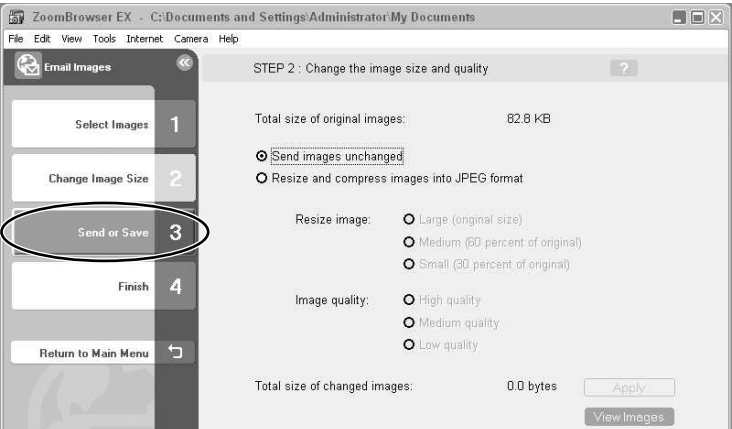 ZoomBrowser EX - C:\Documents and Settings\Administrator\My Documents
File Edit View Tools Internet Camera Help
Email Images
STEP 2 : Change the image size and quality ?
Select Images 1
Total size of original images: 82.8 KB
Send images unchanged
Change Image Size 2
Resize and compress images into JPEG format
Send or Save 3
Resize image: Large (original size)
Medium (60 percent of original)
Small (30 percent of original)
Finish 4
Image quality: High quality
Medium quality
Low quality
Return to Main Menu
Total size of changed images: 0.0 bytes Apply
View Images